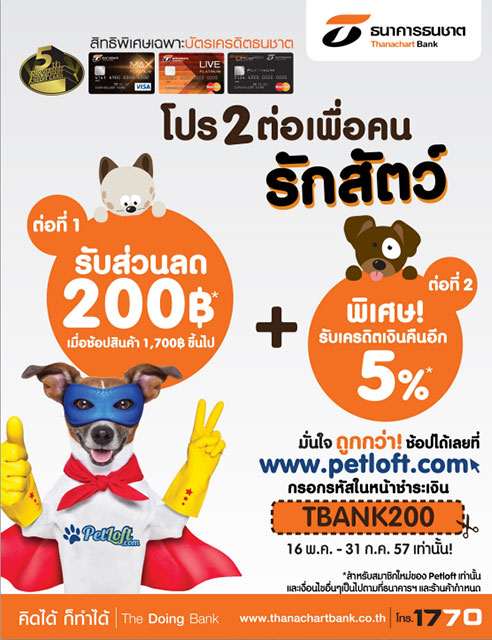 สิทธิพิเศษเฉพาะบัตรเครดิตธนชาต
ธนาคารธนชาต
Thanachart Bank
5th
MAX
PLATINUM
VISA
LIVE
PLATINUM
MasterCard
PLATINUM
MasterCard
โปร 2 ต่อเพื่อคน
รักสัตว์
ต่อที่ 1
รับส่วนลด
200฿*
เมื่อช้อปสินค้า 1,700฿ ขึ้นไป
+
ต่อที่ 2
พิเศษ!
รับเครดิตเงินคืนอีก
5%*
มั่นใจ ถูกกว่า! ช้อปได้เลยที่
www.petloft.com
กรอกรหัสในหน้าชำระเงิน
TBANK200
16 พ.ค. - 31 ก.ค. 57 เท่านั้น!
PetLoft.com
*สำหรับสมาชิกใหม่ของ Petloft เท่านั้น
และเงื่อนไขอื่นๆเป็นไปตามที่ธนาคารฯ และร้านค้ากำหนด
คิดได้ ก็ทำได้ | The Doing Bank www.thanachartbank.co.th | โทร. 1770